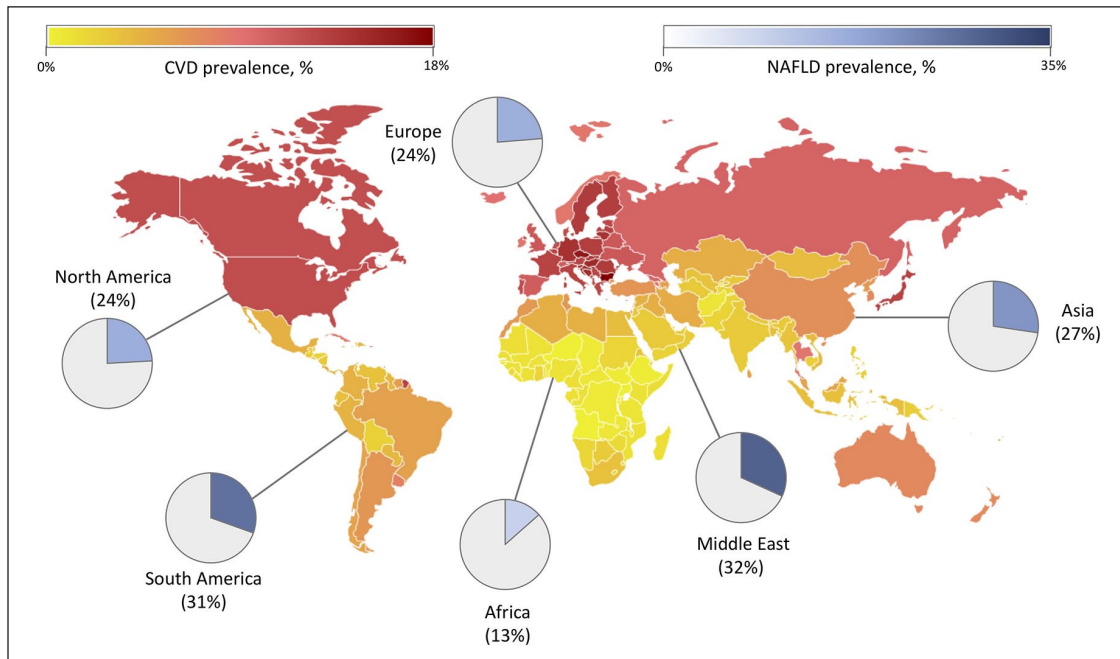 0%
CVD prevalence, %
18%
0%
NAFLD prevalence, %
35%
Europe
(24%)
North America
(24%)
Asia
(27%)
South America
(31%)
Africa
(13%)
Middle East
(32%)